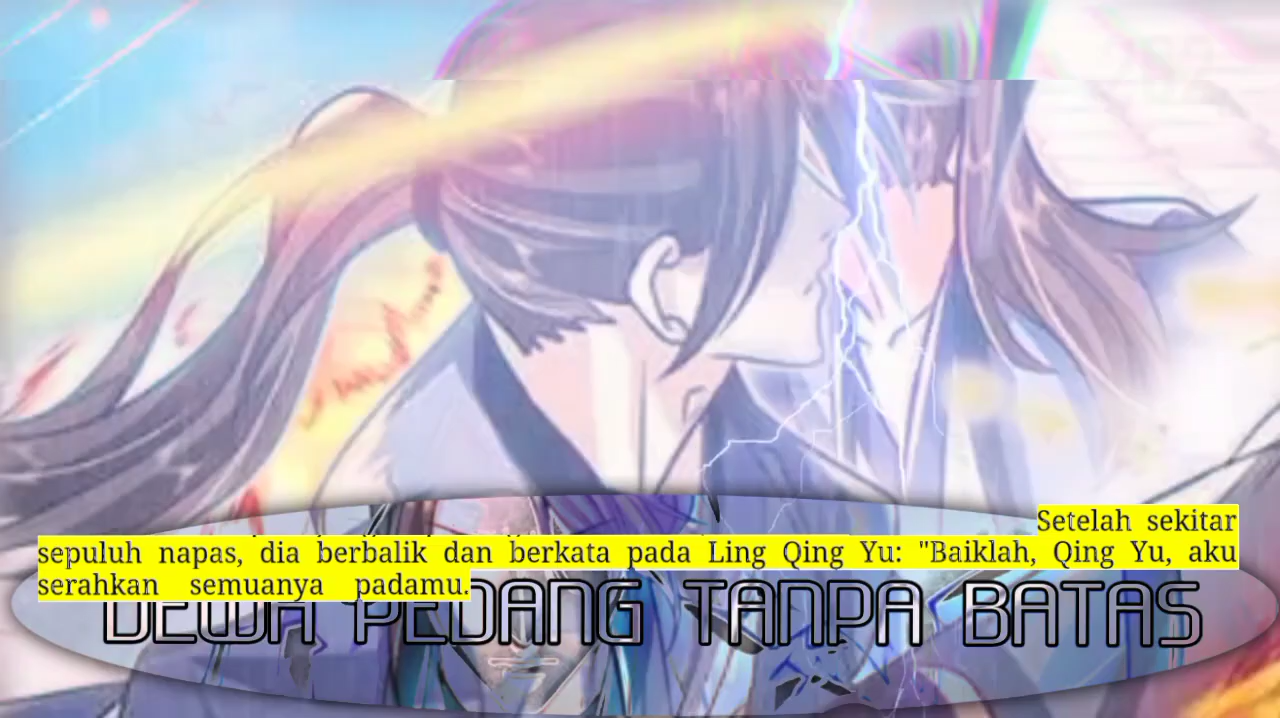 Setelah sekitar
sepuluh napas, dia berbalik dan berkata pada Ling Qing Yu: "Baiklah, Qing Yu, aku
serahkan semuanya padamu.
DEWA PEDANG TANPA BATAS